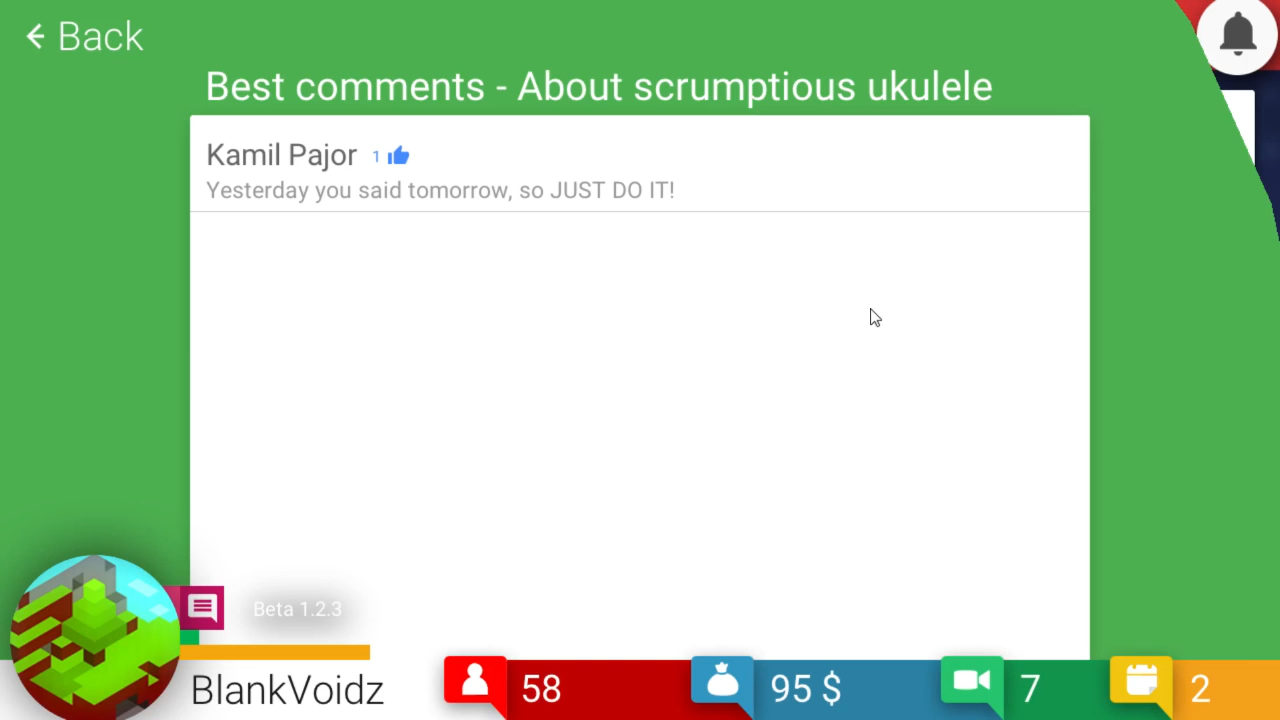 Back
Best comments - About scrumptious ukulele
Kamil Pajor 1
Yesterday you said tomorrow, so JUST DO IT!
Beta 1.2.3
BlankVoidz
58
95 $
7
2